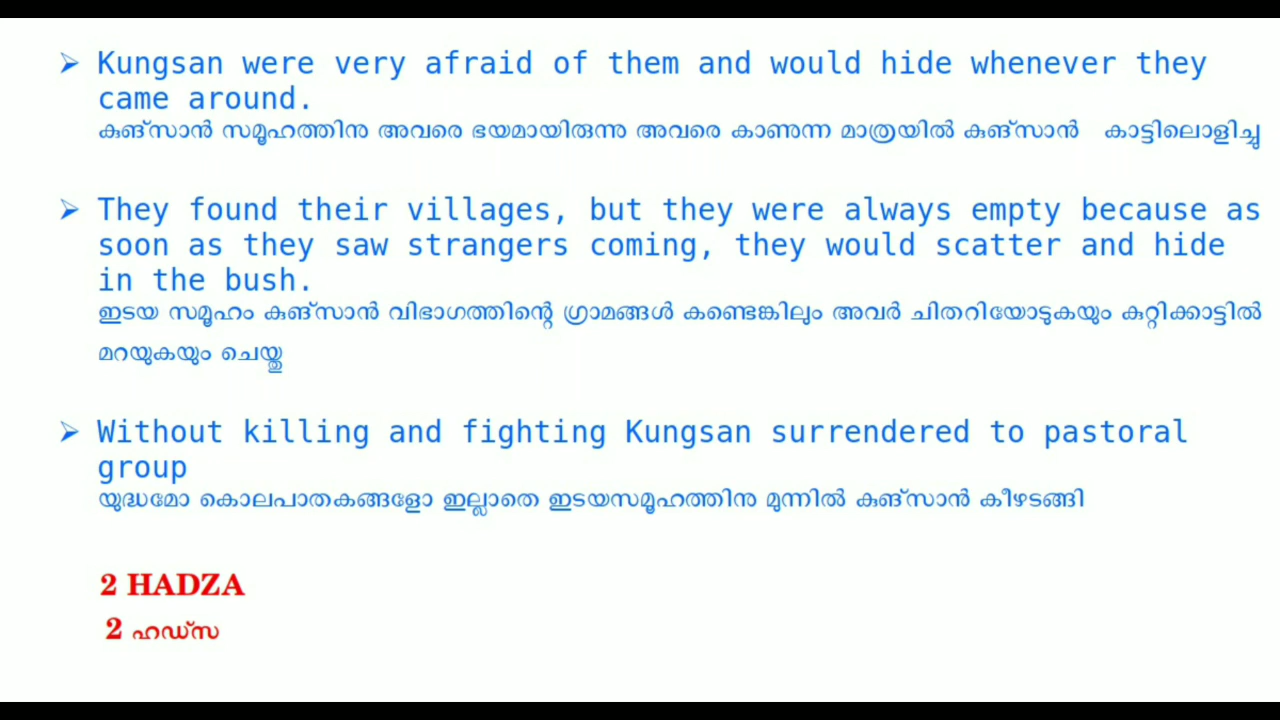 ➢ Kungsan were very afraid of them and would hide whenever they
came around.
കുങ്സാൻ സമൂഹത്തിനു അവരെ ഭയമായിരുന്നു അവരെ കാണുന്ന മാത്രയിൽ കുങ്സാൻ കാട്ടിലൊളിച്ചു
➢ They found their villages, but they were always empty because as
soon as they saw strangers coming, they would scatter and hide
in the bush.
ഇടയ സമൂഹം കുങ്സാൻ വിഭാഗത്തിന്റെ ഗ്രാമങ്ങൾ കണ്ടെങ്കിലും അവർ ചിതറിയോടുകയും കുറ്റിക്കാട്ടിൽ
മറയുകയും ചെയ്തു
➢ Without killing and fighting Kungsan surrendered to pastoral
group
യുദ്ധമോ കൊലപാതകങ്ങളോ ഇല്ലാതെ ഇടയസമൂഹത്തിനു മുന്നിൽ കുങ്സാൻ കീഴടങ്ങി
2 HADZA
2 ഹഡ്സ